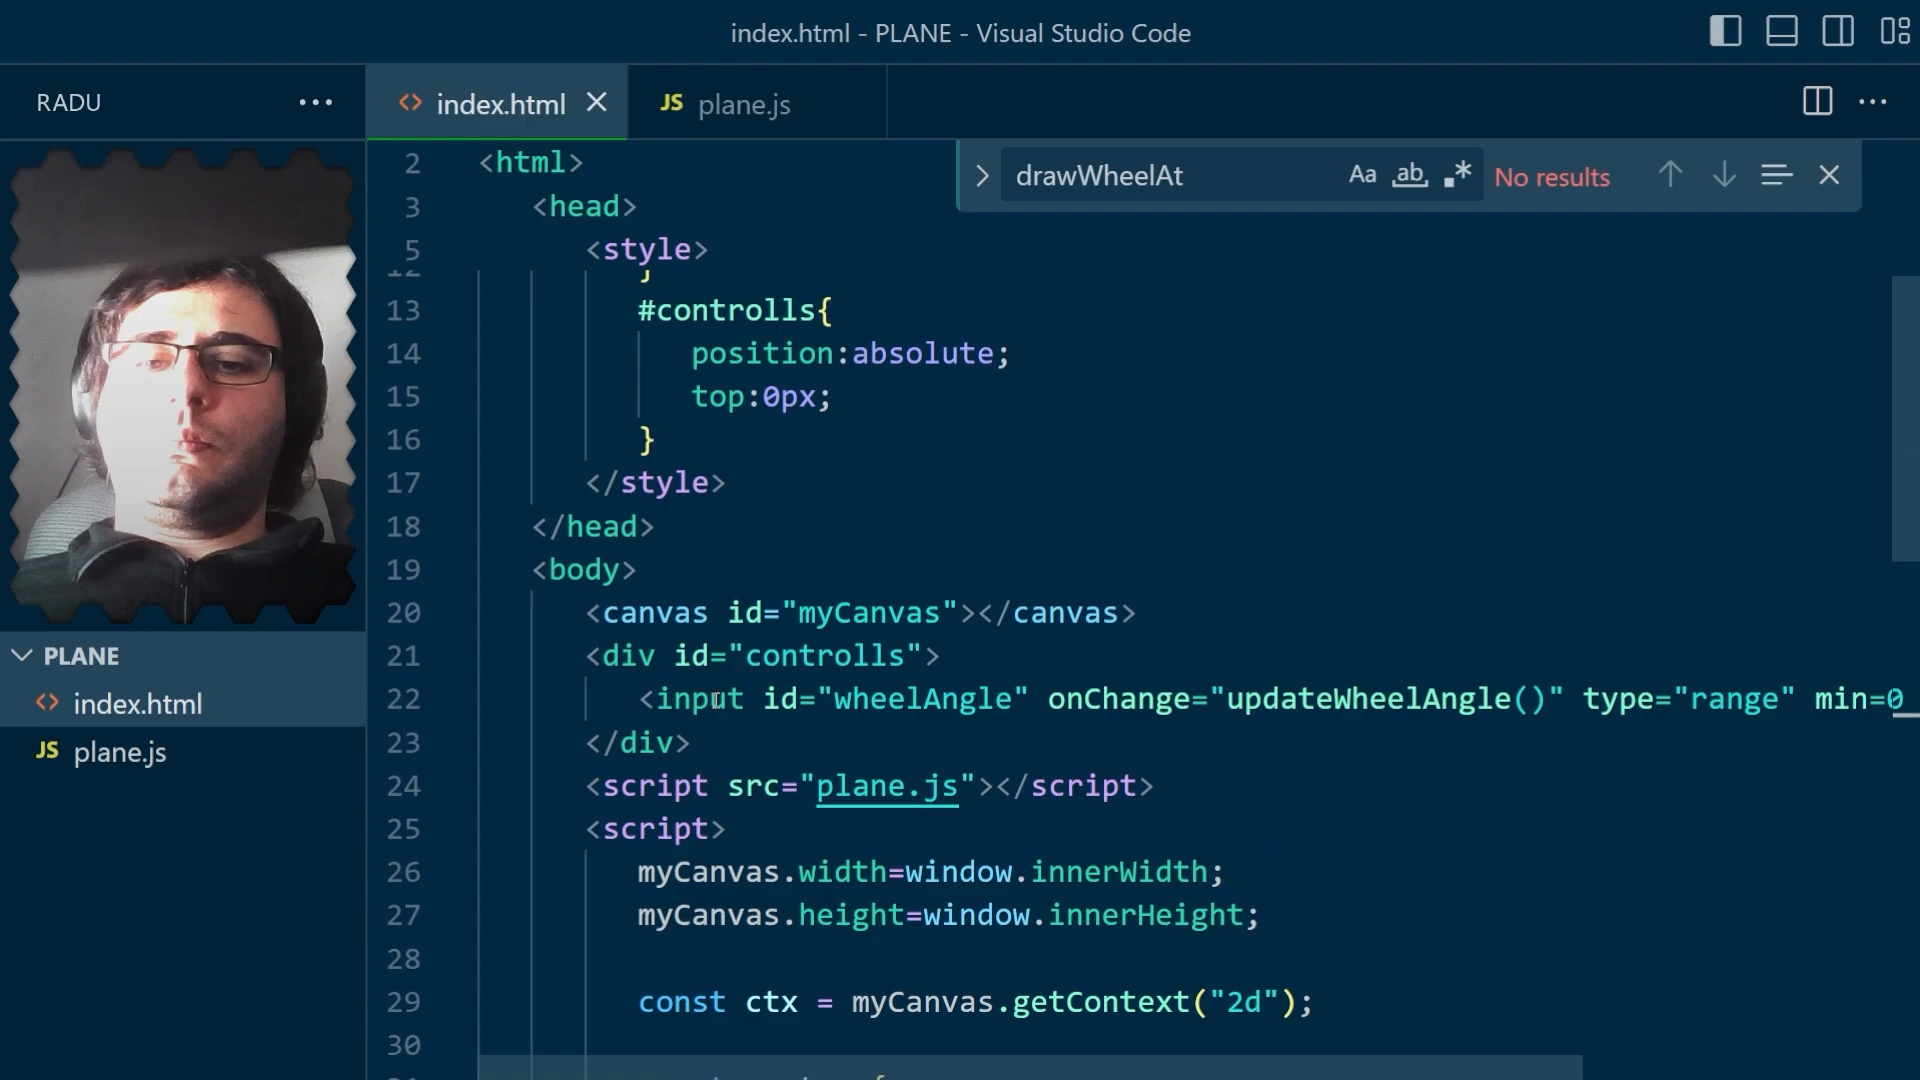 index.html - PLANE - Visual Studio Code
RADU
index.html
JS plane.js
drawWheelAt
Aa
ab
No results
2 <html>
3 <head>
5 <style>
12 }
13 #controlls{
14 position:absolute;
15 top:0px;
16 }
17 </style>
18 </head>
19 <body>
20 <canvas id="myCanvas"></canvas>
21 <div id="controlls">
22 <input id="wheelAngle" onChange="updateWheelAngle()" type="range" min=0
23 </div>
24 <script src="plane.js"></script>
25 <script>
26 myCanvas.width=window.innerWidth;
27 myCanvas.height=window.innerHeight;
28
29 const ctx = myCanvas.getContext("2d");
30
PLANE
index.html
JS plane.js